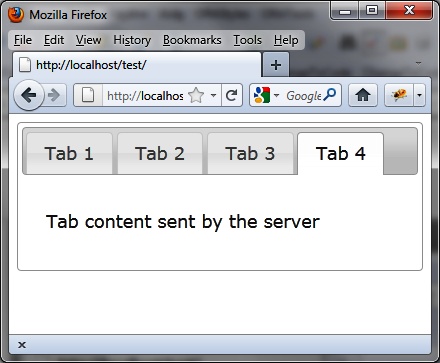 Mozilla Firefox
File Edit View History Bookmarks Tools Help
http://localhost/test/
http://localhos Google
Tab 1 Tab 2 Tab 3 Tab 4
Tab content sent by the server
x